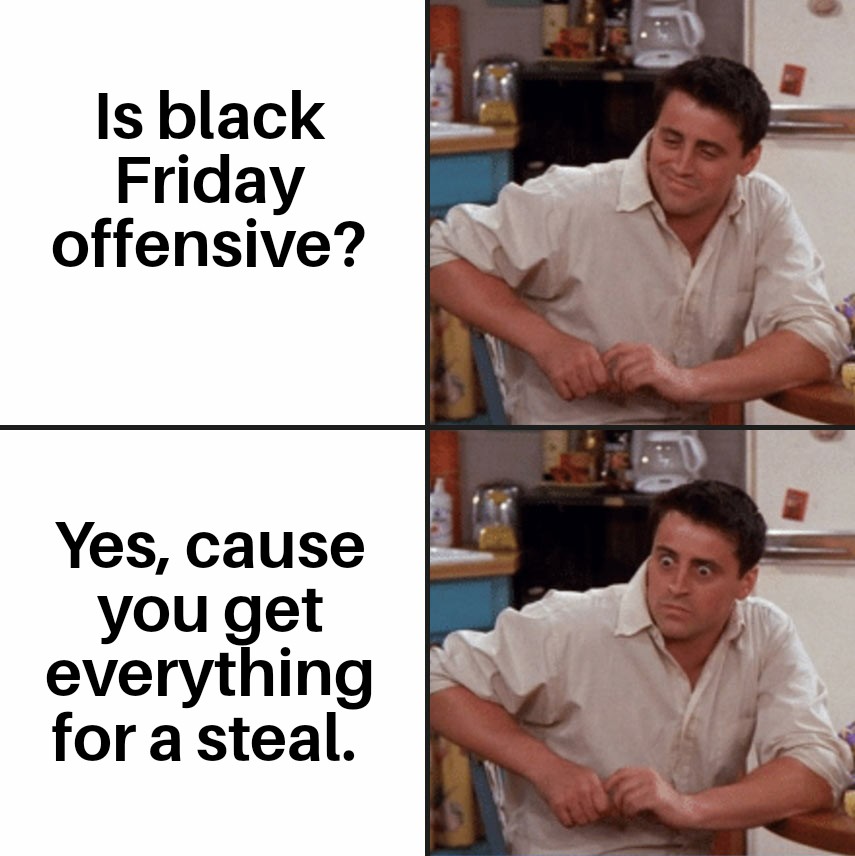 Is black
Friday
offensive?
Yes, cause
you get
everything
for a steal.